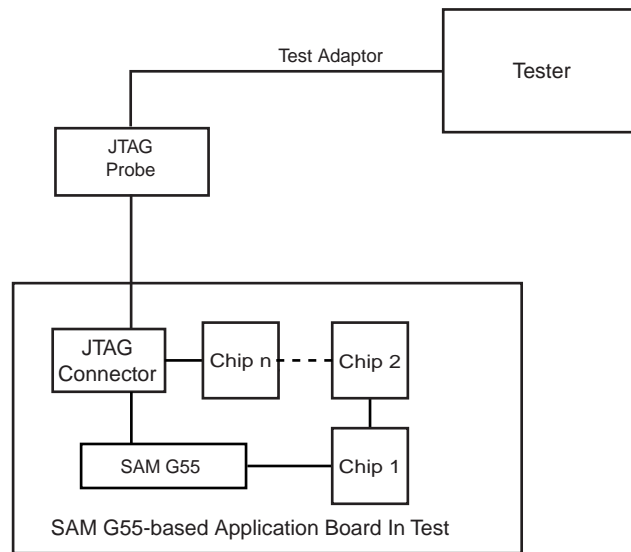 Test Adaptor
Tester
JTAG
Probe
JTAG
Connector
Chip n
Chip 2
SAM G55
Chip 1
SAM G55-based Application Board In Test